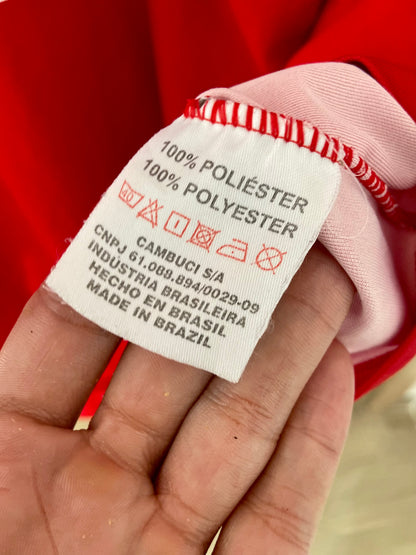 100% POLIÉSTER
100% POLYESTER
40
CAMBUCI S/A
CNPJ 61.088.894/0029-09
INDÚSTRIA BRASILEIRA
HECHO EN BRASIL
MADE IN BRAZIL